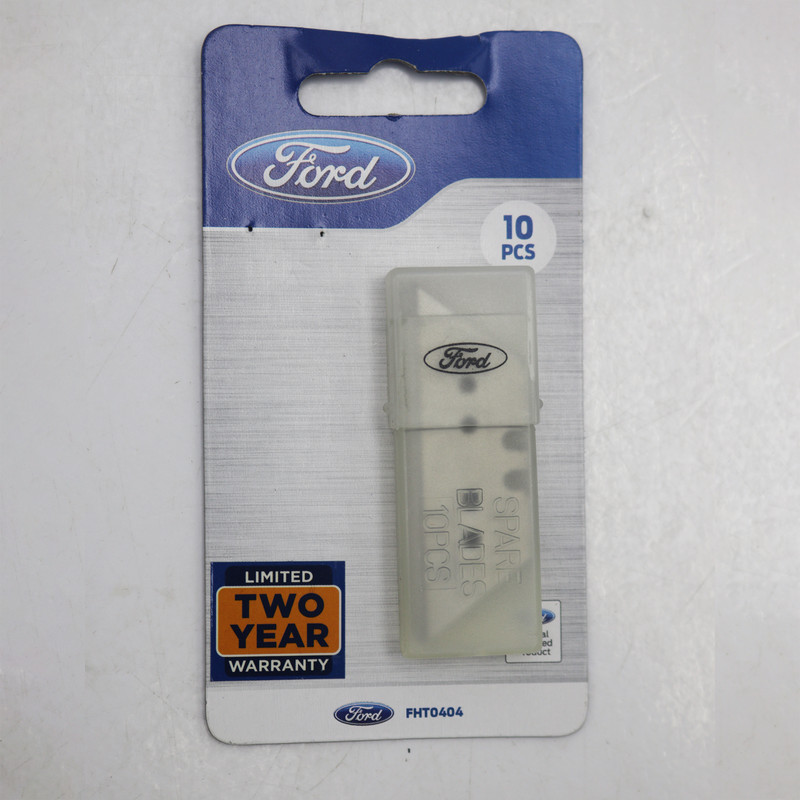 Ford
10
PCS
Ford
SPARE
BLADES
10PCS
LIMITED
TWO
YEAR
WARRANTY
Ford FHT0404